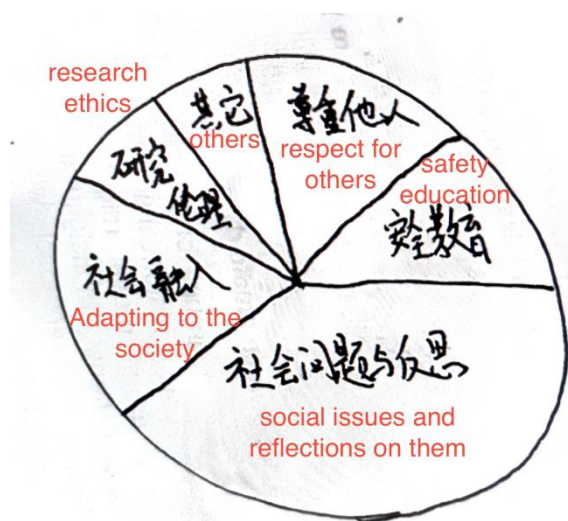 research
ethics
研究
伦理
其它
others
尊重他人
respect for
others
safety
education
安全教育
社会融入
Adapting to the
society
社会问题与反思
social issues and
reflections on them